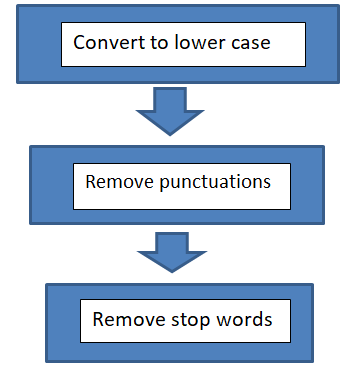 Convert to lower case
Remove punctuations
Remove stop words